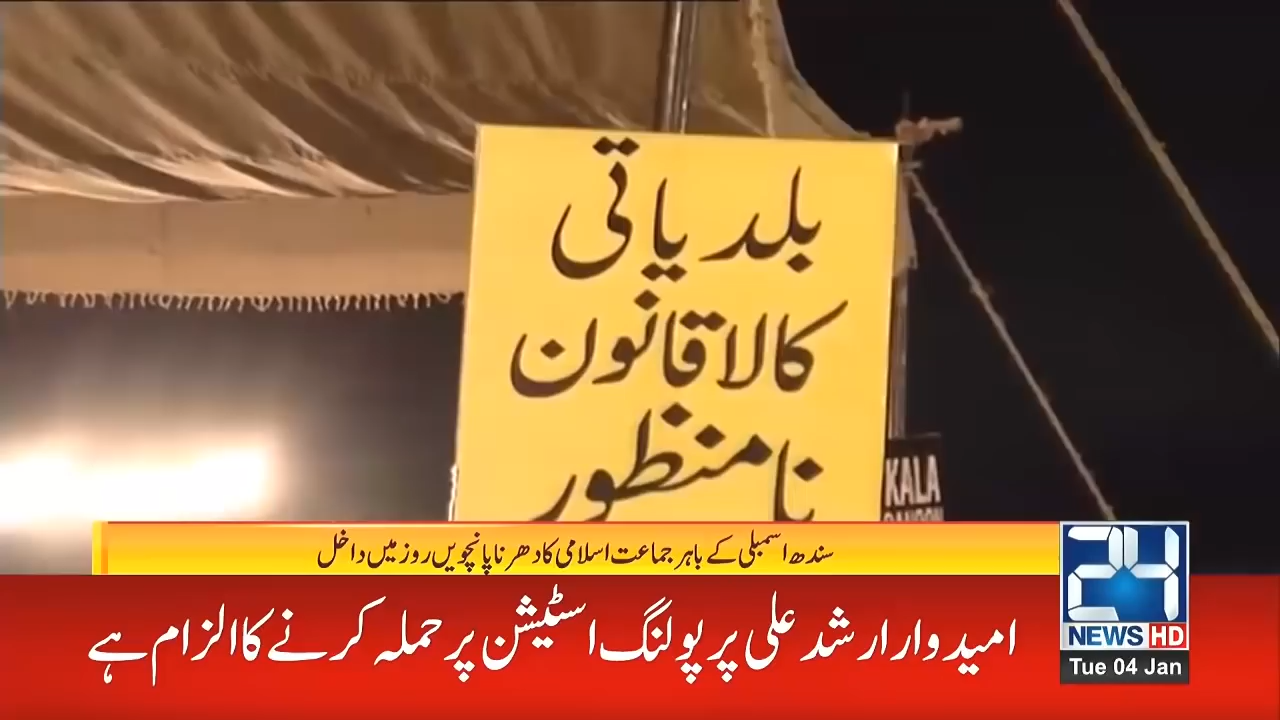 بلدیاتی
کالا قانون
نامنظور
KALA
سندھ اسمبلی کے باہر جماعت اسلامی کا دھرنا پانچویں روز میں داخل
امیدوار ارشد علی پر پولنگ اسٹیشن پر حملہ کرنے کا الزام ہے
24
NEWS HD
Tue 04 Jan